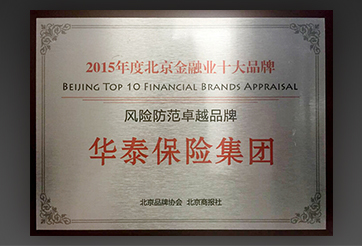 2015年度北京金融业十大品牌
BEIJING TOP 10 FINANCIAL BRANDS APPRAISAL
风险防范卓越品牌
华泰保险集团
北京品牌协会 北京商报社